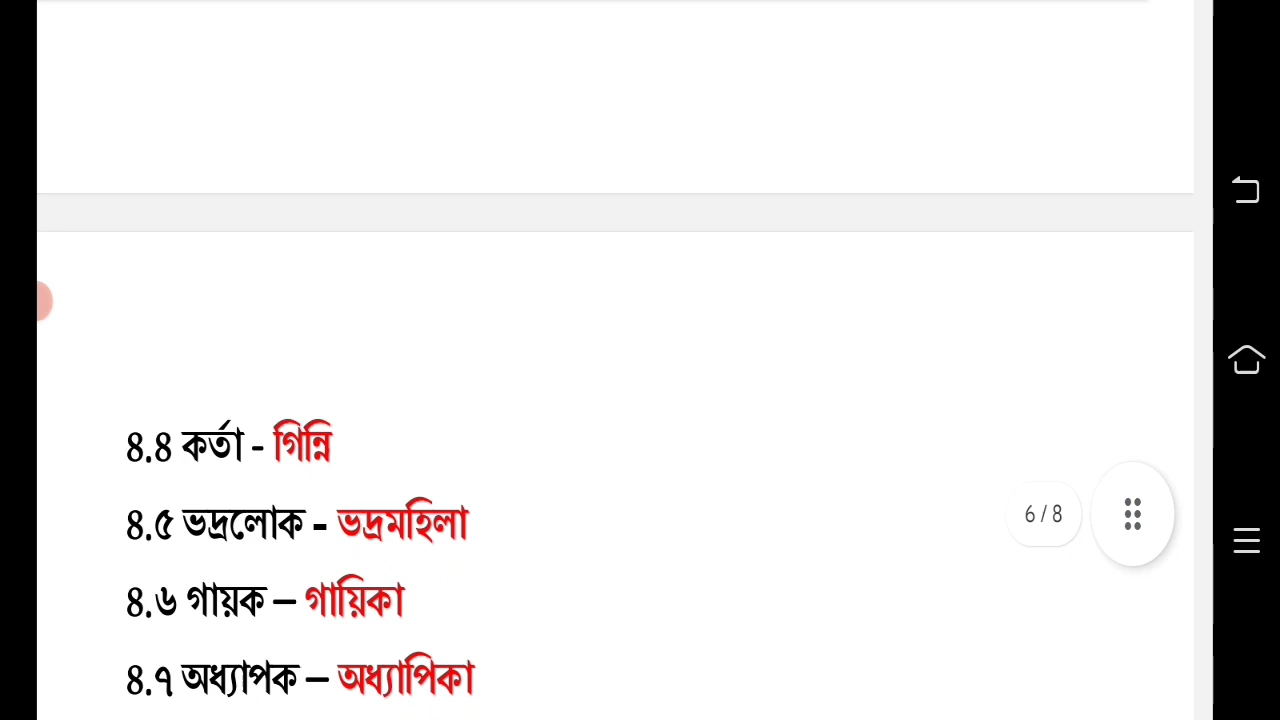 ৪.৪ কর্তা - গিন্নি
৪.৫ ভদ্রলোক - ভদ্রমহিলা
6 / 8
৪.৬ গায়ক – গায়িকা
৪.৭ অধ্যাপক – অধ্যাপিকা